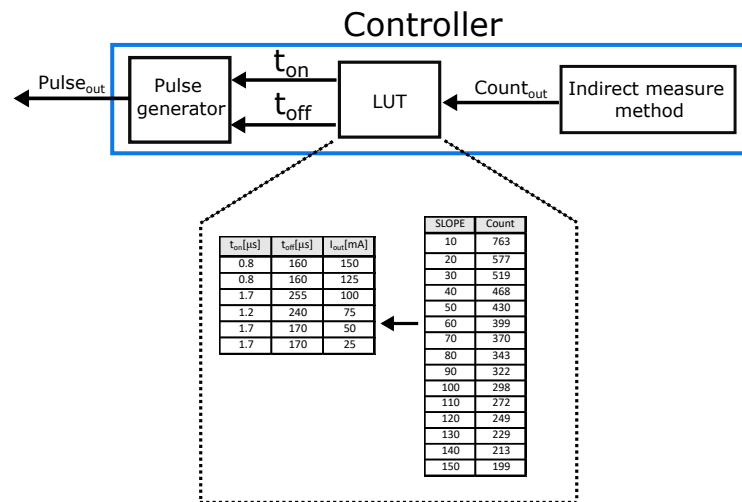 Controller
Pulse_out
Pulse
generator
t_on
t_off
LUT
Count_out
Indirect measure
method
t_on[µs] t_off[µs] I_out[mA]
0.8 160 150
0.8 160 125
1.7 255 100
1.2 240 75
1.7 170 50
1.7 170 25
SLOPE Count
10 763
20 577
30 519
40 468
50 430
60 399
70 370
80 343
90 322
100 298
110 272
120 249
130 229
140 213
150 199